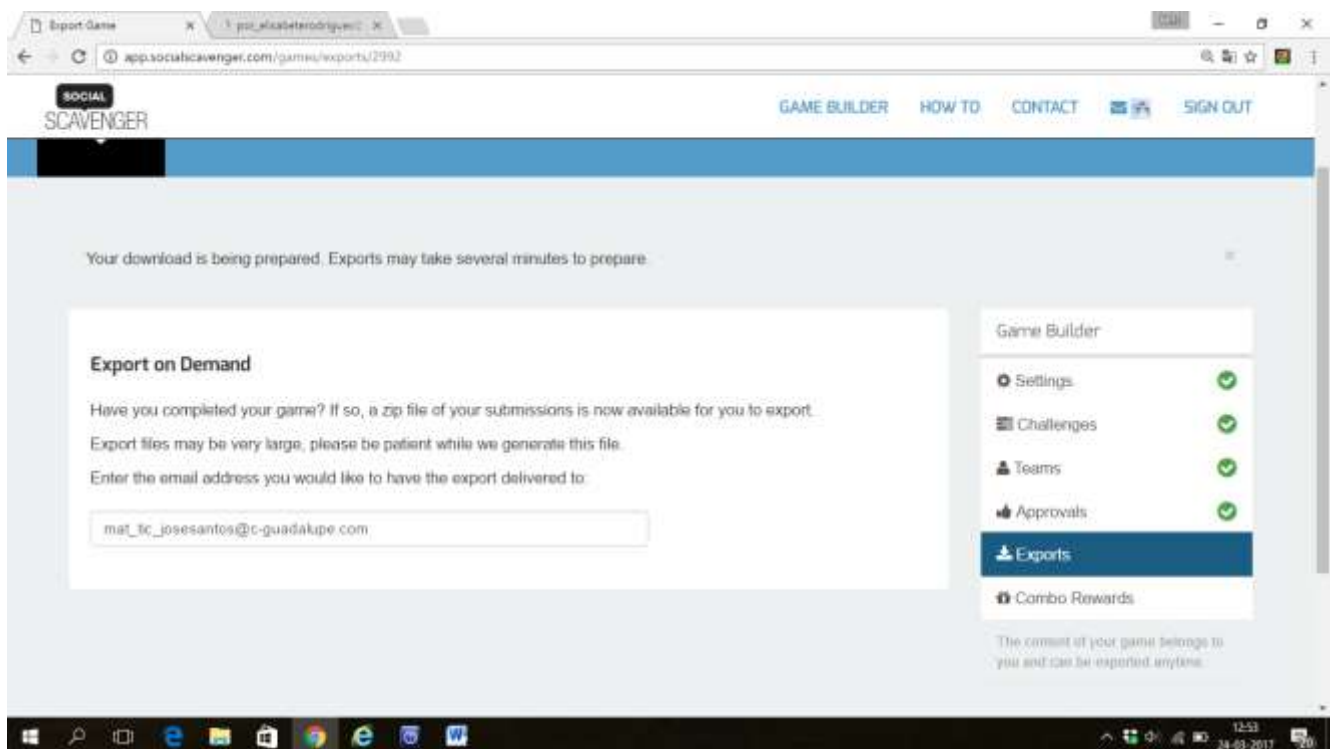 Export Game
app.socialscavenger.com/games/exports/2992
SOCIAL
SCAVENGER
GAME BUILDER HOW TO CONTACT SIGN OUT
Your download is being prepared. Exports may take several minutes to prepare.
Export on Demand
Have you completed your game? If so, a zip file of your submissions is now available for you to export.
Export files may be very large, please be patient while we generate this file.
Enter the email address you would like to have the export delivered to:
mat_tic_josesantos@c-guadalupe.com
Game Builder
Settings
Challenges
Teams
Approvals
Exports
Combo Rewards
The content of your game belongs to
you and can be exported anytime.
12:53
24-03-2017